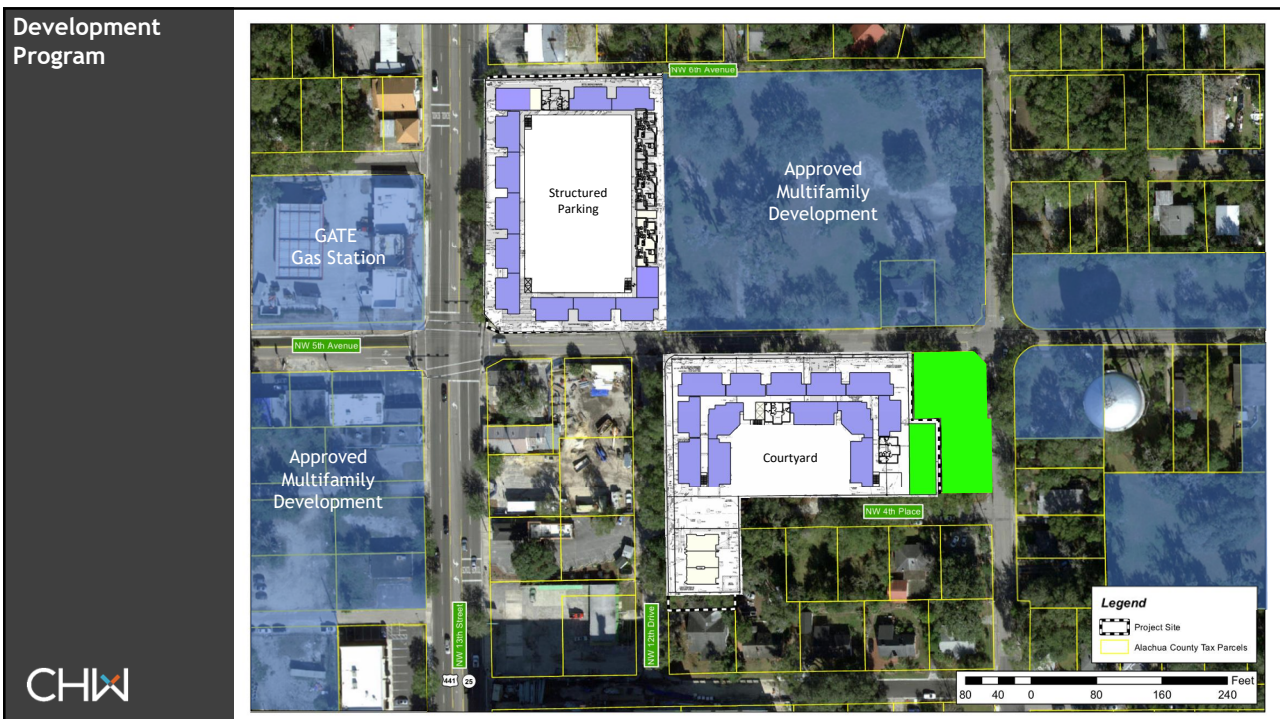 Development
Program
NW 6th Avenue
Structured
Parking
Approved
Multifamily
Development
GATE
Gas Station
NW 5th Avenue
Approved
Multifamily
Development
Courtyard
NW 4th Place
NW 13th Street
NW 12th Drive
441
25
Legend
Project Site
Alachua County Tax Parcels
Feet
80 40 0 80 160 240
CHW